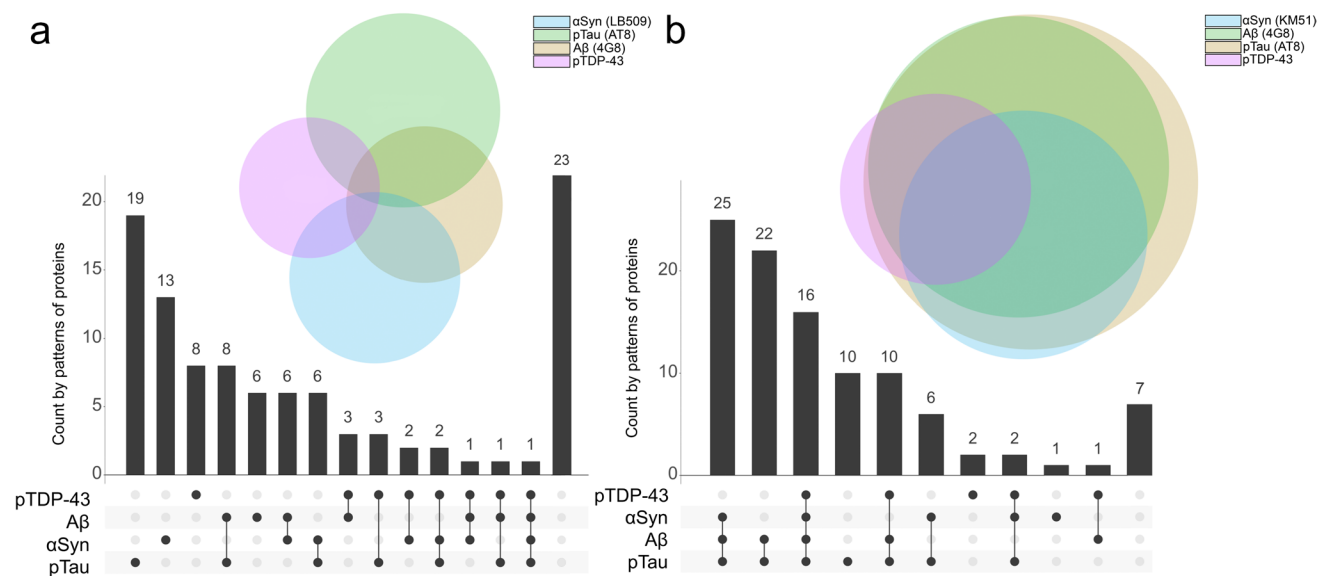 a
αSyn (LB509)
pTau (AT8)
Aβ (4G8)
pTDP-43
Count by patterns of proteins
20
15
10
5
0
19
13
8
8
6
6
6
3
3
2
2
1
1
1
23
pTDP-43
Aβ
αSyn
pTau
b
αSyn (KM51)
Aβ (4G8)
pTau (AT8)
pTDP-43
Count by patterns of proteins
20
10
0
25
22
16
10
10
6
2
2
1
1
7
pTDP-43
αSyn
Aβ
pTau